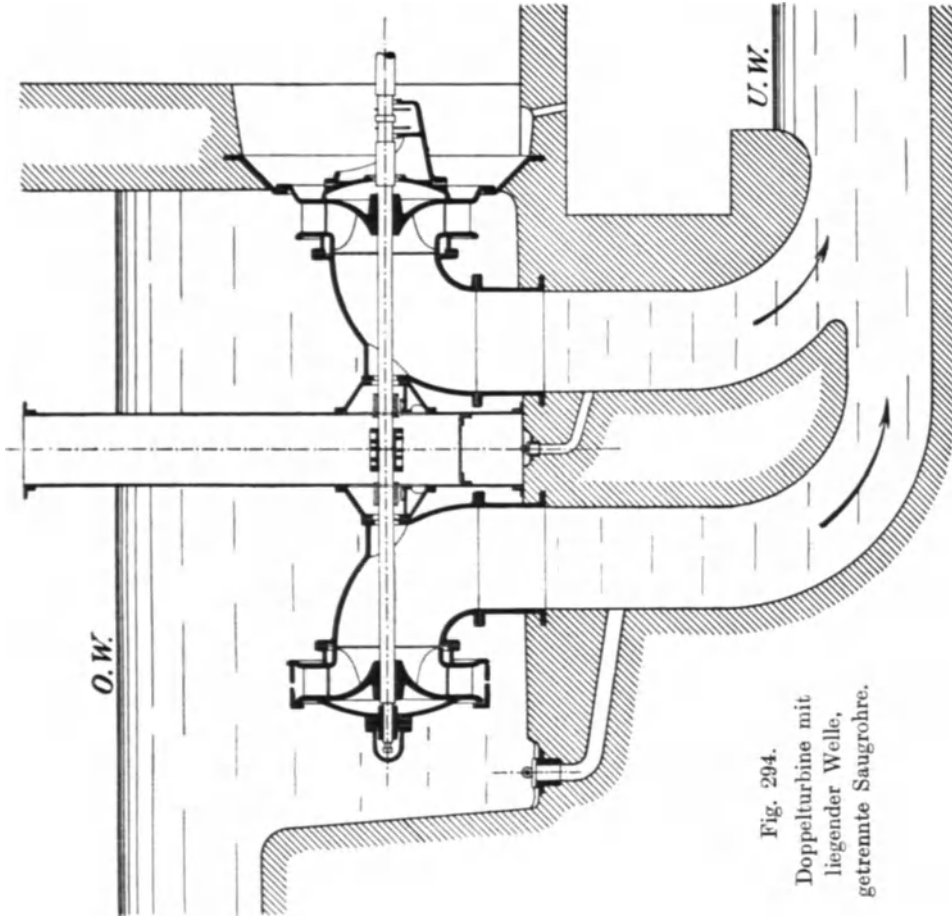 O.W.
U.W.
Fig. 294.
Doppelturbine mit
liegender Welle,
getrennte Saugrohre.